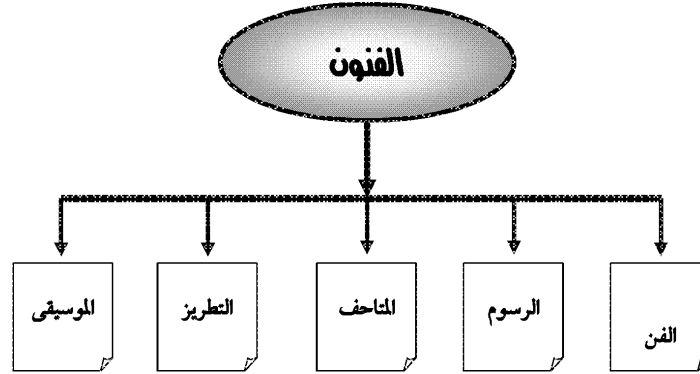 الفنون
الفن
الرسوم
المتاحف
التطريز
الموسيقى